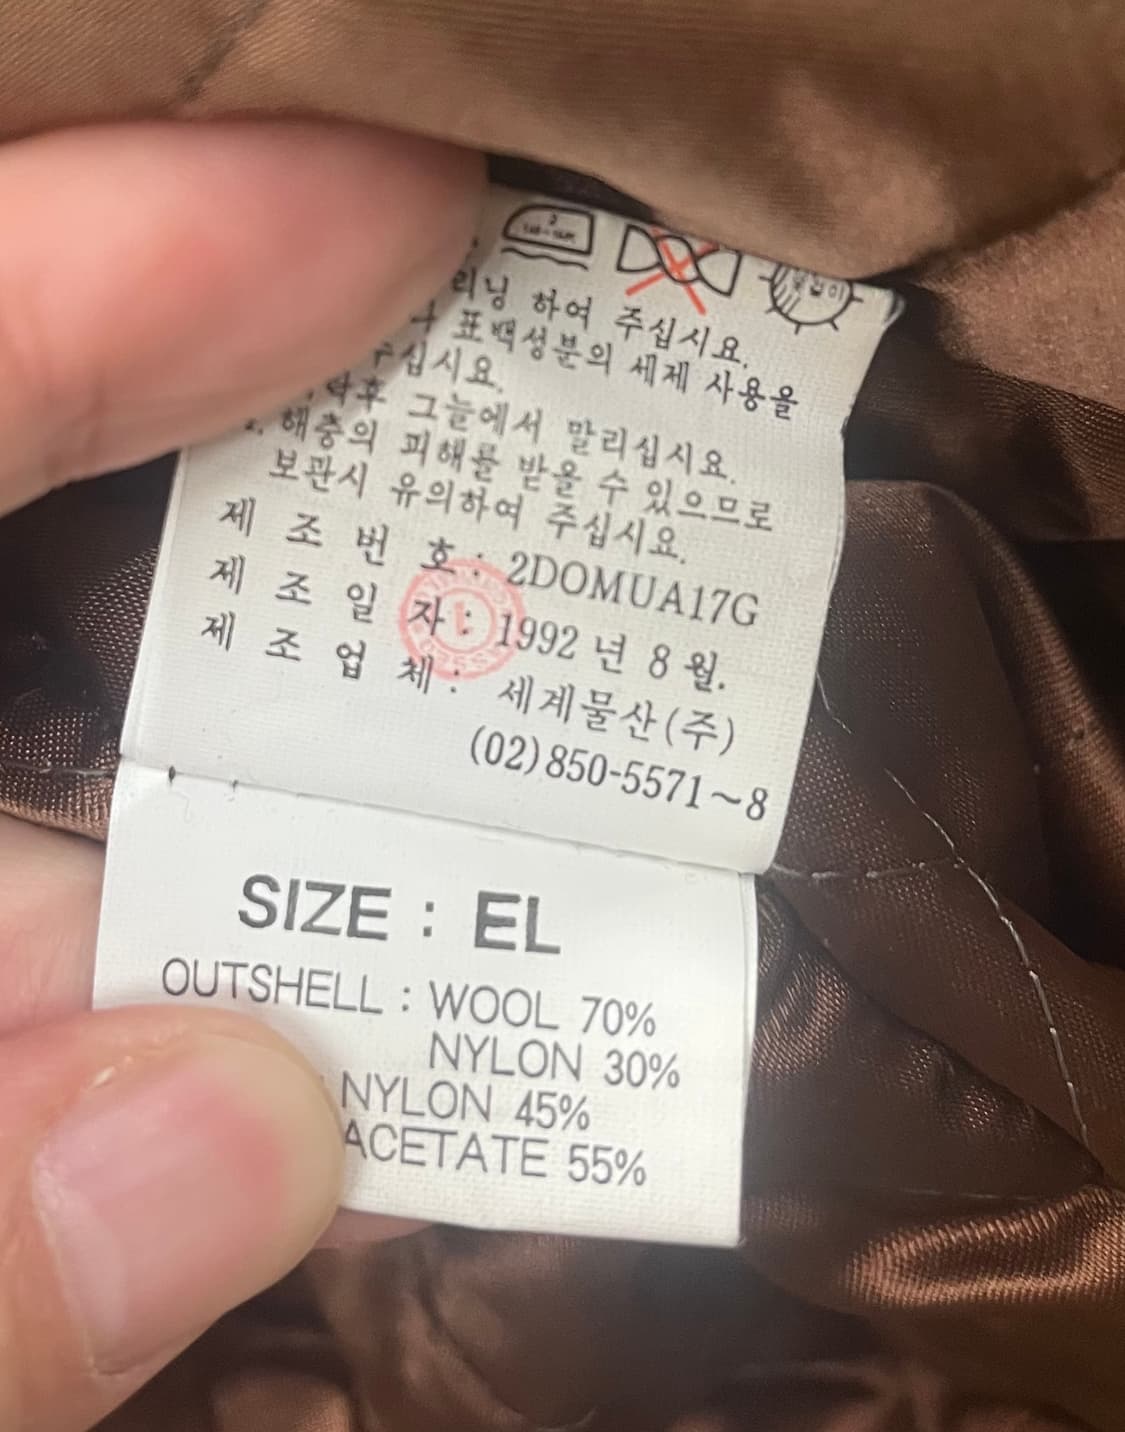 리닝 하여 주십시요.
표백성분의 세제 사용을
주십시요.
탁후 그늘에서 말리십시요.
해충의 피해를 받을 수 있으므로
보관시 유의하여 주십시요.
제 조 번 호 : 2DOMUA17G
제 조 일 자 : 1992 년 8 월.
제 조 업 체 : 세계물산(주)
(02)850-5571~8
SIZE : EL
OUTSHELL : WOOL 70%
NYLON 30%
NYLON 45%
ACETATE 55%